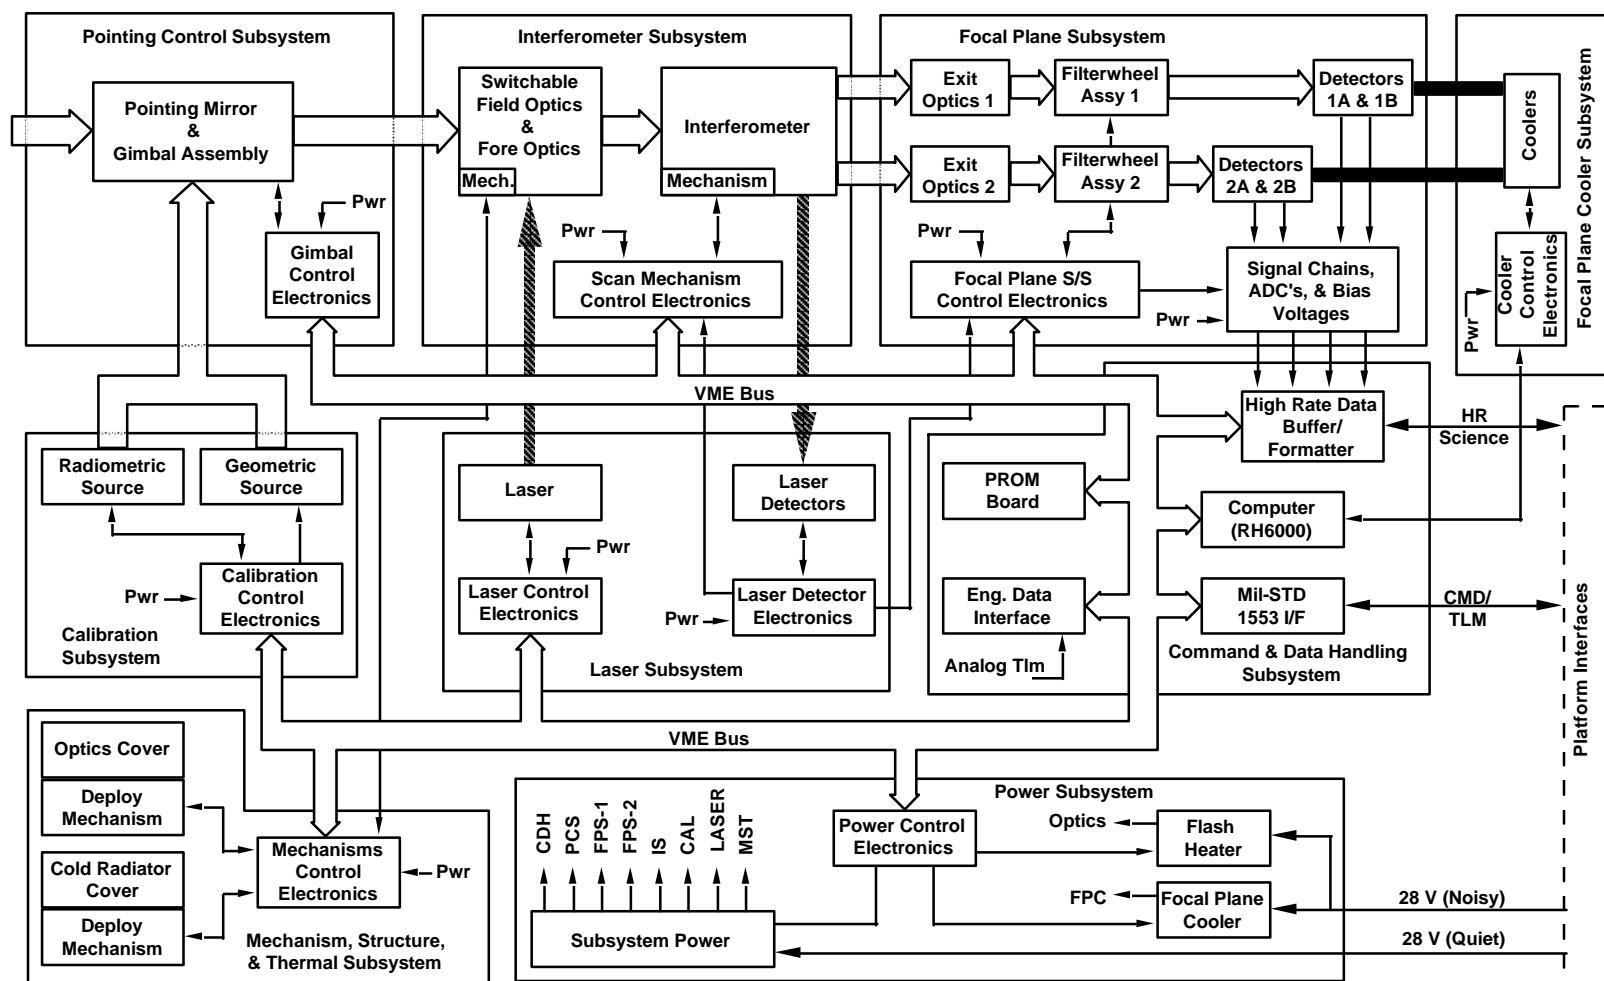 Pointing Control Subsystem
Pointing Mirror
&
Gimbal Assembly
Pwr
Gimbal
Control
Electronics
Interferometer Subsystem
Switchable
Field Optics
&
Fore Optics
Mech.
Interferometer
Mechanism
Pwr
Scan Mechanism
Control Electronics
Focal Plane Subsystem
Exit
Optics 1
Filterwheel
Assy 1
Detectors
1A & 1B
Exit
Optics 2
Filterwheel
Assy 2
Detectors
2A & 2B
Pwr
Focal Plane S/S
Control Electronics
Signal Chains,
ADC's, & Bias
Voltages
Pwr
Focal Plane Cooler Subsystem
Coolers
Cooler
Control
Electronics
Pwr
VME Bus
Radiometric
Source
Geometric
Source
Pwr
Calibration
Control
Electronics
Calibration
Subsystem
Laser
Laser
Detectors
Pwr
Laser Control
Electronics
Pwr
Laser Detector
Electronics
Laser Subsystem
High Rate Data
Buffer/
Formatter
HR
Science
PROM
Board
Computer
(RH6000)
Eng. Data
Interface
Analog Tlm
Mil-STD
1553 I/F
CMD/
TLM
Command & Data Handling
Subsystem
Platform Interfaces
VME Bus
Optics Cover
Deploy
Mechanism
Cold Radiator
Cover
Deploy
Mechanism
Mechanisms
Control
Electronics
Pwr
Mechanism, Structure,
& Thermal Subsystem
Power Subsystem
CDH
PCS
FPS-1
FPS-2
IS
CAL
LASER
MST
Subsystem Power
Power Control
Electronics
Optics
Flash
Heater
FPC
Focal Plane
Cooler
28 V (Noisy)
28 V (Quiet)